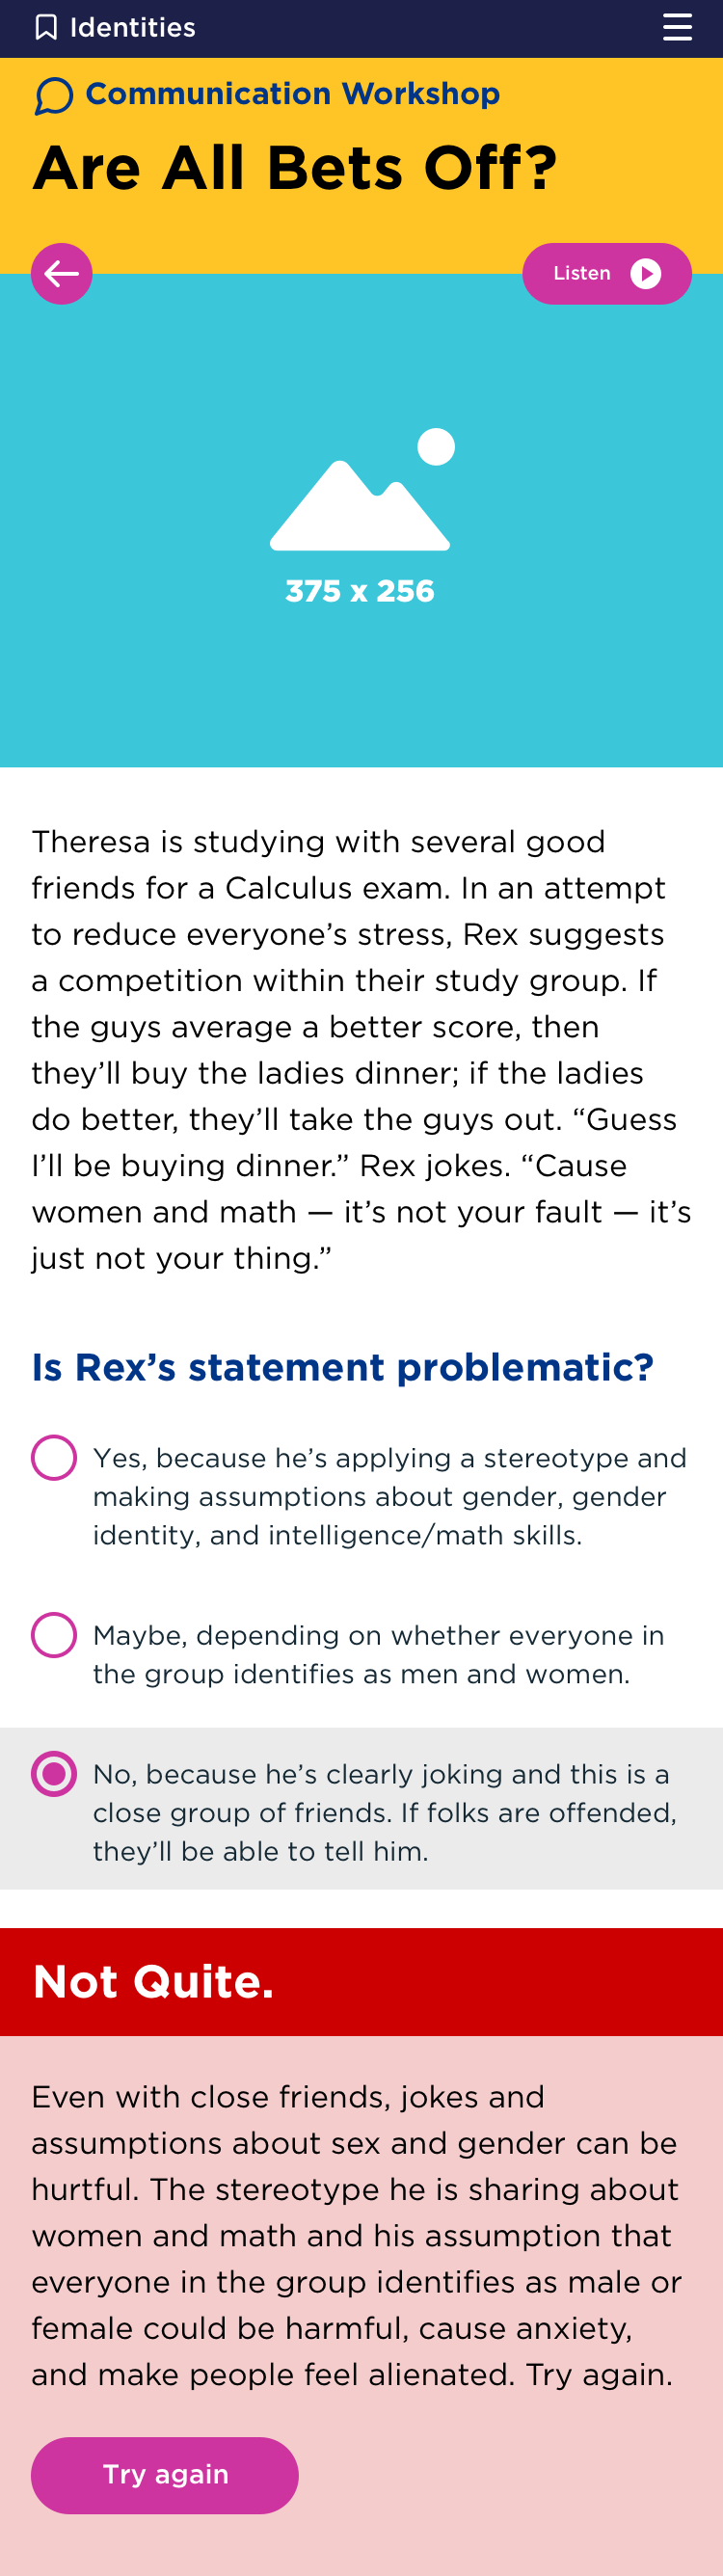 Identities
Communication Workshop
Are All Bets Off?
Listen
375 x 256
Theresa is studying with several good
friends for a Calculus exam. In an attempt
to reduce everyone’s stress, Rex suggests
a competition within their study group. If
the guys average a better score, then
they’ll buy the ladies dinner; if the ladies
do better, they’ll take the guys out. “Guess
I’ll be buying dinner.” Rex jokes. “Cause
women and math — it’s not your fault — it’s
just not your thing.”
Is Rex’s statement problematic?
Yes, because he’s applying a stereotype and
making assumptions about gender, gender
identity, and intelligence/math skills.
Maybe, depending on whether everyone in
the group identifies as men and women.
No, because he’s clearly joking and this is a
close group of friends. If folks are offended,
they’ll be able to tell him.
Not Quite.
Even with close friends, jokes and
assumptions about sex and gender can be
hurtful. The stereotype he is sharing about
women and math and his assumption that
everyone in the group identifies as male or
female could be harmful, cause anxiety,
and make people feel alienated. Try again.
Try again